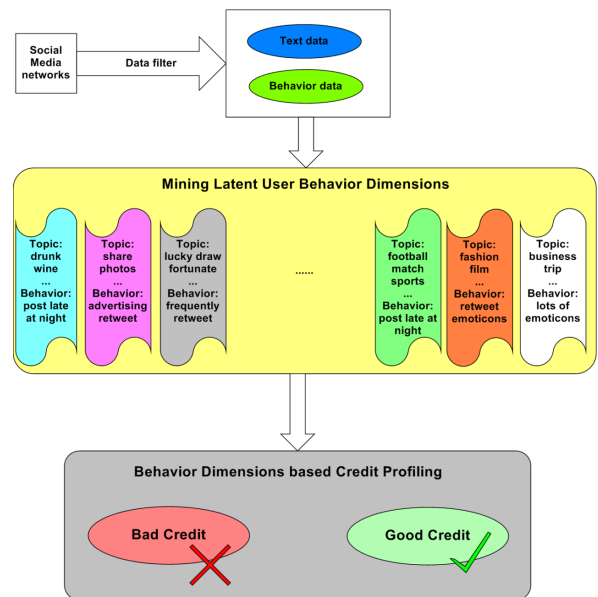 Social
Media
networks
Data filter
Text data
Behavior data
Mining Latent User Behavior Dimensions
Topic:
drunk
wine
...
Behavior:
post late
at night
Topic:
share
photos
...
Behavior:
advertising
retweet
Topic:
lucky draw
fortunate
...
Behavior:
frequently
retweet
......
Topic:
football
match
sports
...
Behavior:
post late at
night
Topic:
fashion
film
...
Behavior:
retweet
emoticons
Topic:
business
trip
...
Behavior:
lots of
emoticons
Behavior Dimensions based Credit Profiling
Bad Credit
Good Credit